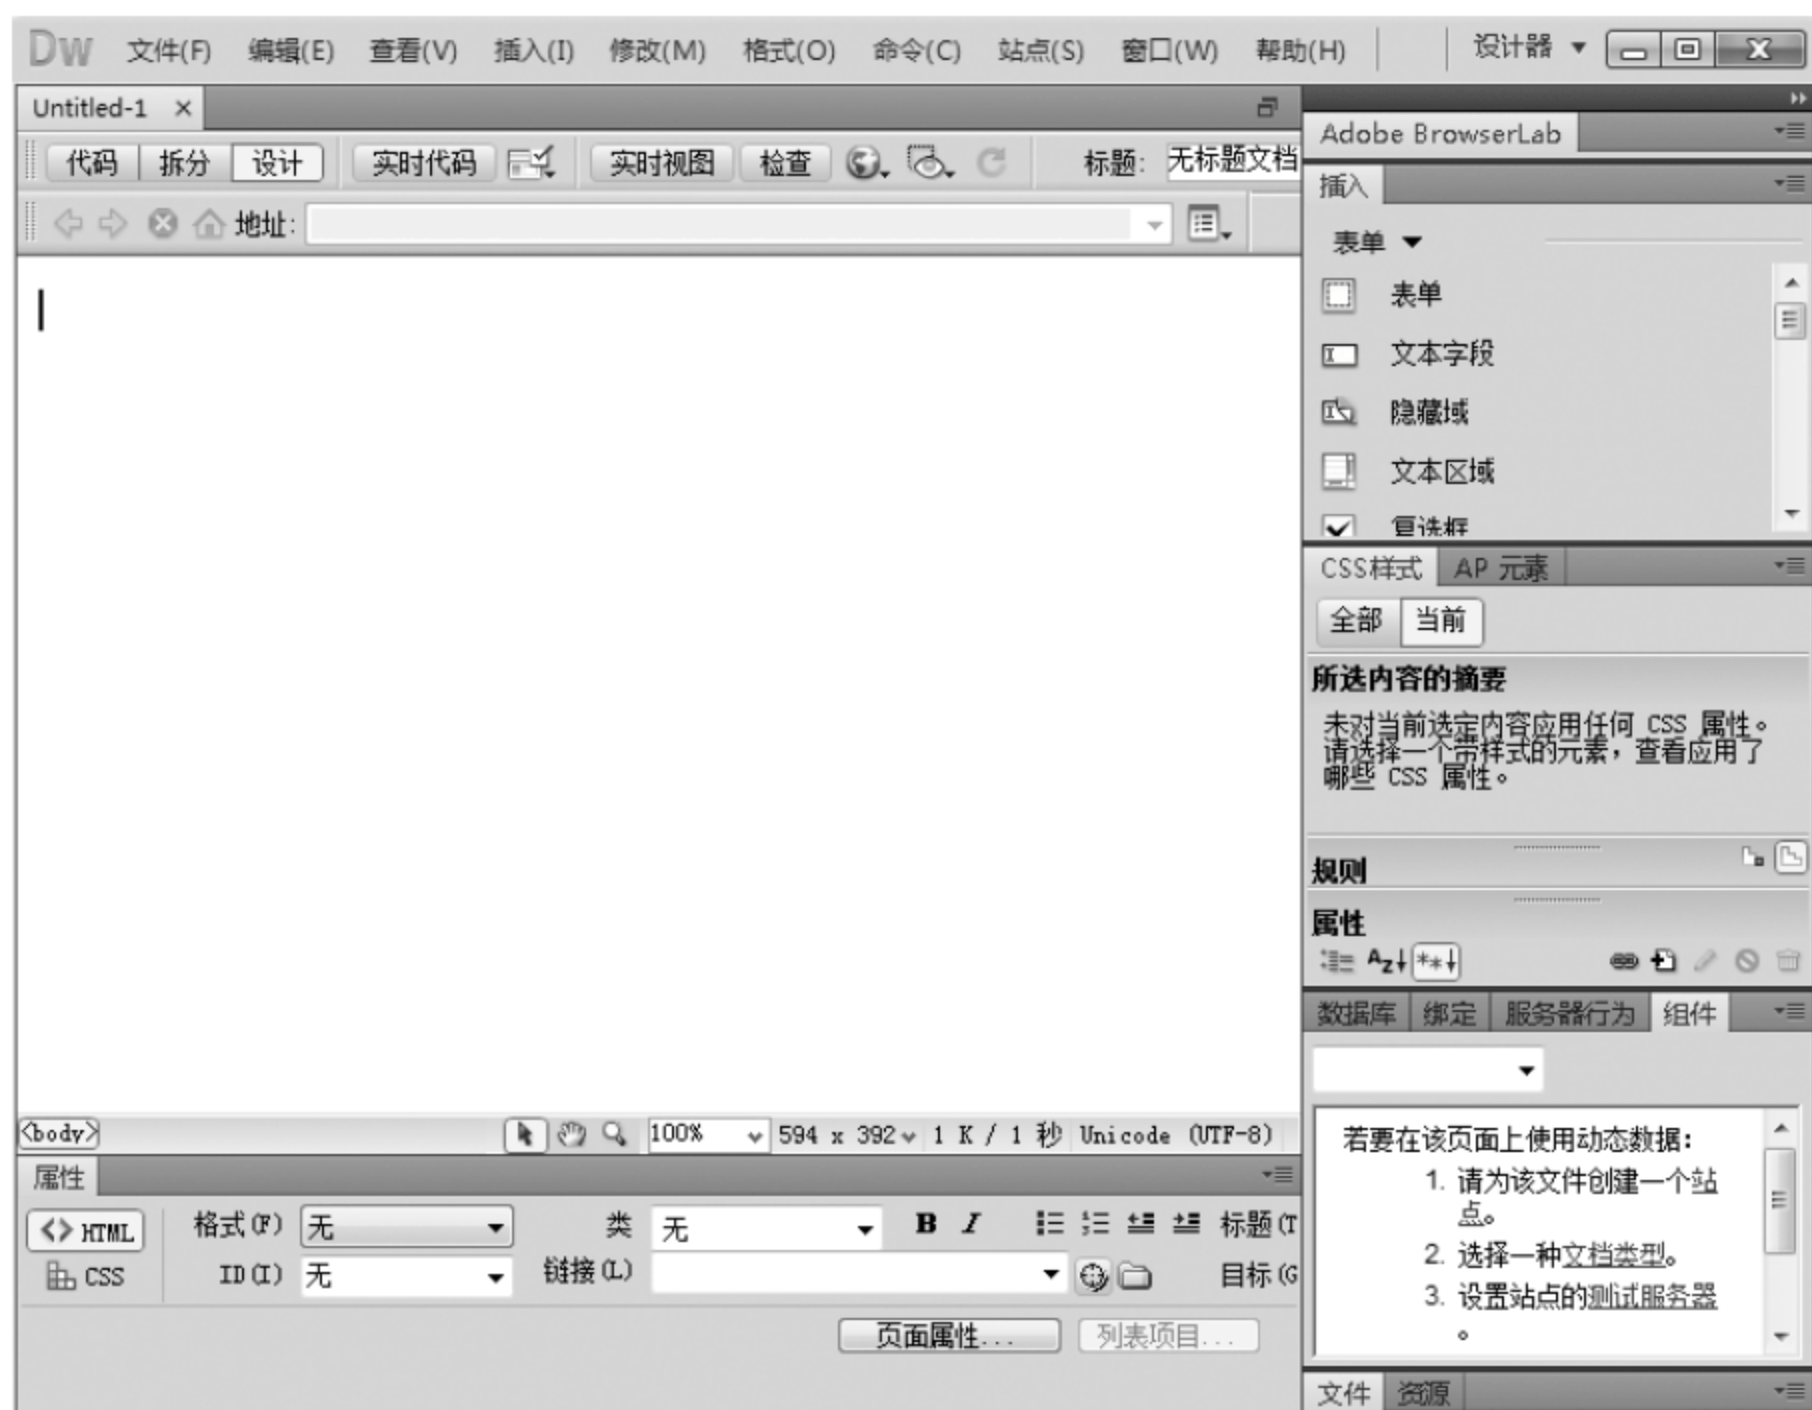 Dw 文件(F) 编辑(E) 查看(V) 插入(I) 修改(M) 格式(O) 命令(C) 站点(S) 窗口(W) 帮助(H) 设计器
Untitled-1
代码 拆分 设计 实时代码 实时视图 检查 标题: 无标题文档
地址:
Adobe BrowserLab
插入
表单
表单
文本字段
隐藏域
文本区域
复选框
CSS样式 AP 元素
全部 当前
所选内容的摘要
未对当前选定内容应用任何 CSS 属性。
请选择一个带样式的元素，查看应用了
哪些 CSS 属性。
规则
属性
数据库 绑定 服务器行为 组件
若要在该页面上使用动态数据:
1. 请为该文件创建一个站
点。
2. 选择一种文档类型。
3. 设置站点的测试服务器
。
文件 资源
<body> 100% 594 x 392 1 K / 1 秒 Unicode (UTF-8)
属性
<> HTML 格式(F) 无 类 无 B I 标题(T
CSS ID(I) 无 链接(L) 目标(G
页面属性... 列表项目...